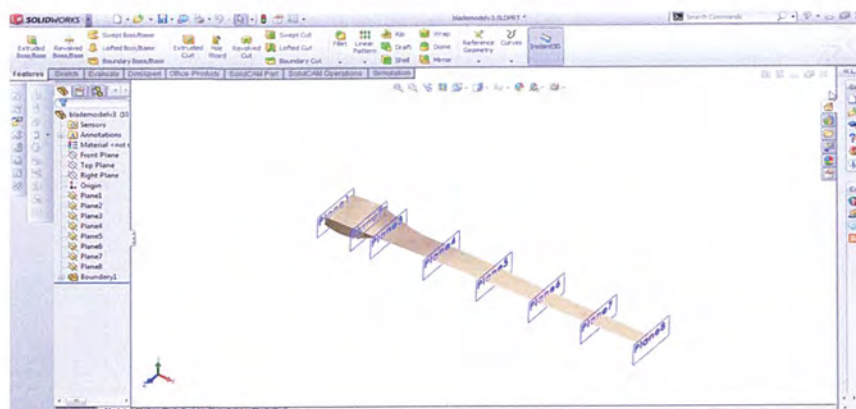 SOLIDWORKS
blademodelv3.SLDPRT *
Search Commands
Extruded Boss/Base
Revolved Boss/Base
Swept Boss/Base
Lofted Boss/Base
Boundary Boss/Base
Extruded Cut
Hole Wizard
Revolved Cut
Swept Cut
Lofted Cut
Boundary Cut
Fillet
Linear Pattern
Rib
Draft
Shell
Wrap
Dome
Mirror
Reference Geometry
Curves
Instant3D
Features
Sketch
Evaluate
DimXpert
Office Products
SolidCAM Part
SolidCAM Operations
Simulation
blademodelv3
Sensors
Annotations
Material <not s
Front Plane
Top Plane
Right Plane
Origin
Plane1
Plane2
Plane3
Plane4
Plane5
Plane6
Plane7
Plane8
Boundary1
Plane3
Plane4
Plane5
Plane6
Plane7
Plane8